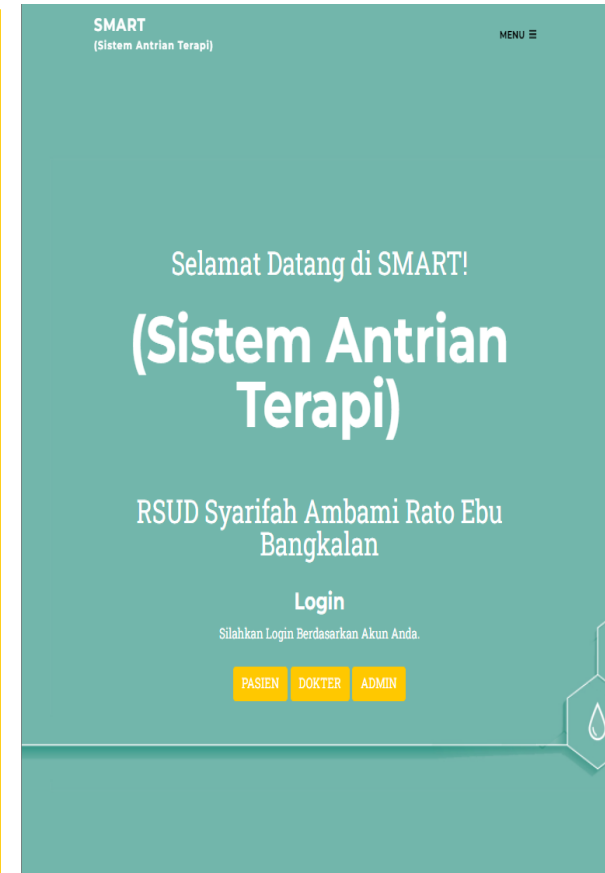 SMART
(Sistem Antrian Terapi)
MENU ☰
Selamat Datang di SMART!
(Sistem Antrian
Terapi)
RSUD Syarifah Ambami Rato Ebu
Bangkalan
Login
Silahkan Login Berdasarkan Akun Anda.
PASIEN DOKTER ADMIN